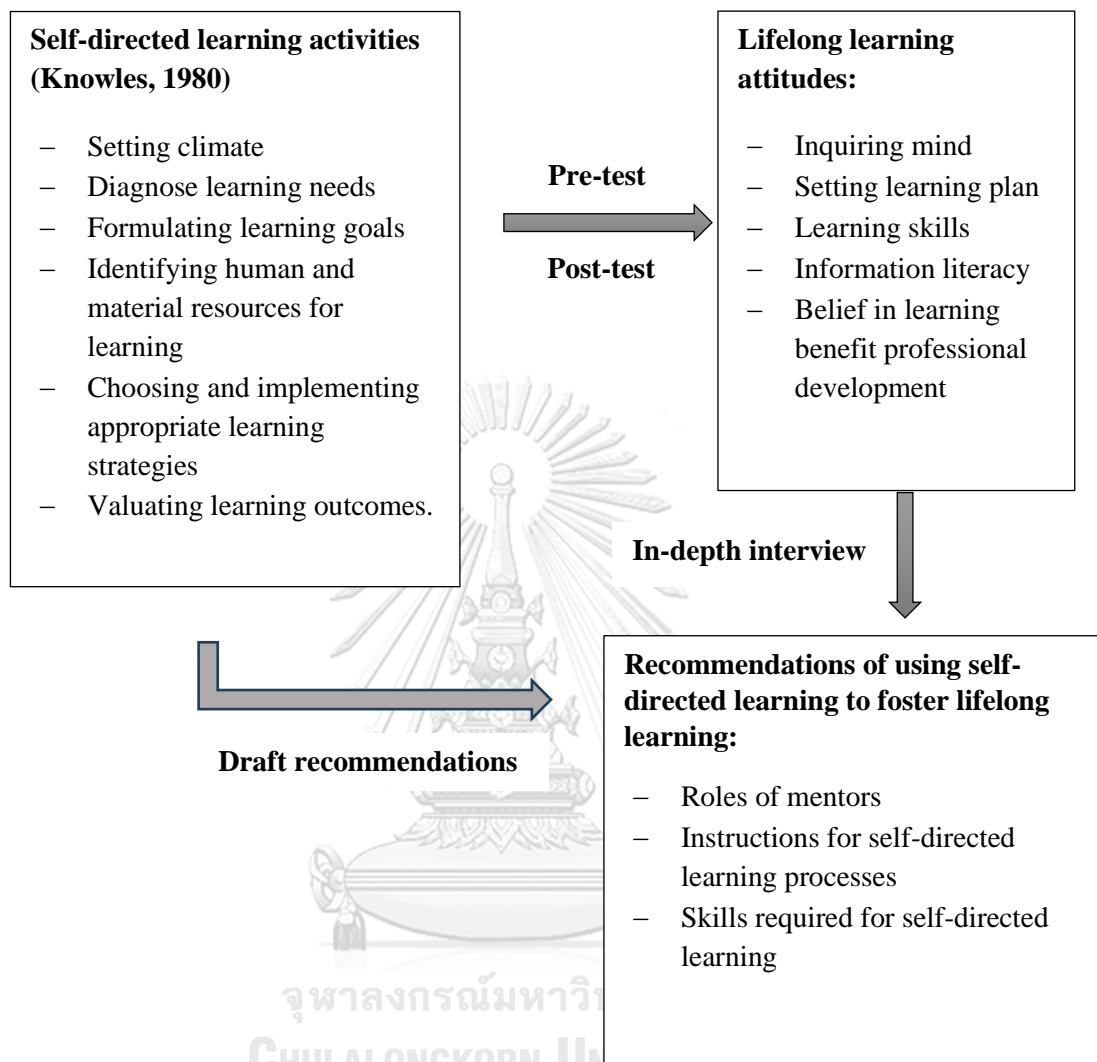 Self-directed learning activities
(Knowles, 1980)
– Setting climate
– Diagnose learning needs
– Formulating learning goals
– Identifying human and
material resources for
learning
– Choosing and implementing
appropriate learning
strategies
– Valuating learning outcomes.
Pre-test
Post-test
Lifelong learning
attitudes:
– Inquiring mind
– Setting learning plan
– Learning skills
– Information literacy
– Belief in learning
benefit professional
development
In-depth interview
Draft recommendations
Recommendations of using self-
directed learning to foster lifelong
learning:
– Roles of mentors
– Instructions for self-directed
learning processes
– Skills required for self-directed
learning
จุฬาลงกรณ์มหาวิ
CHULALONGKORN UN